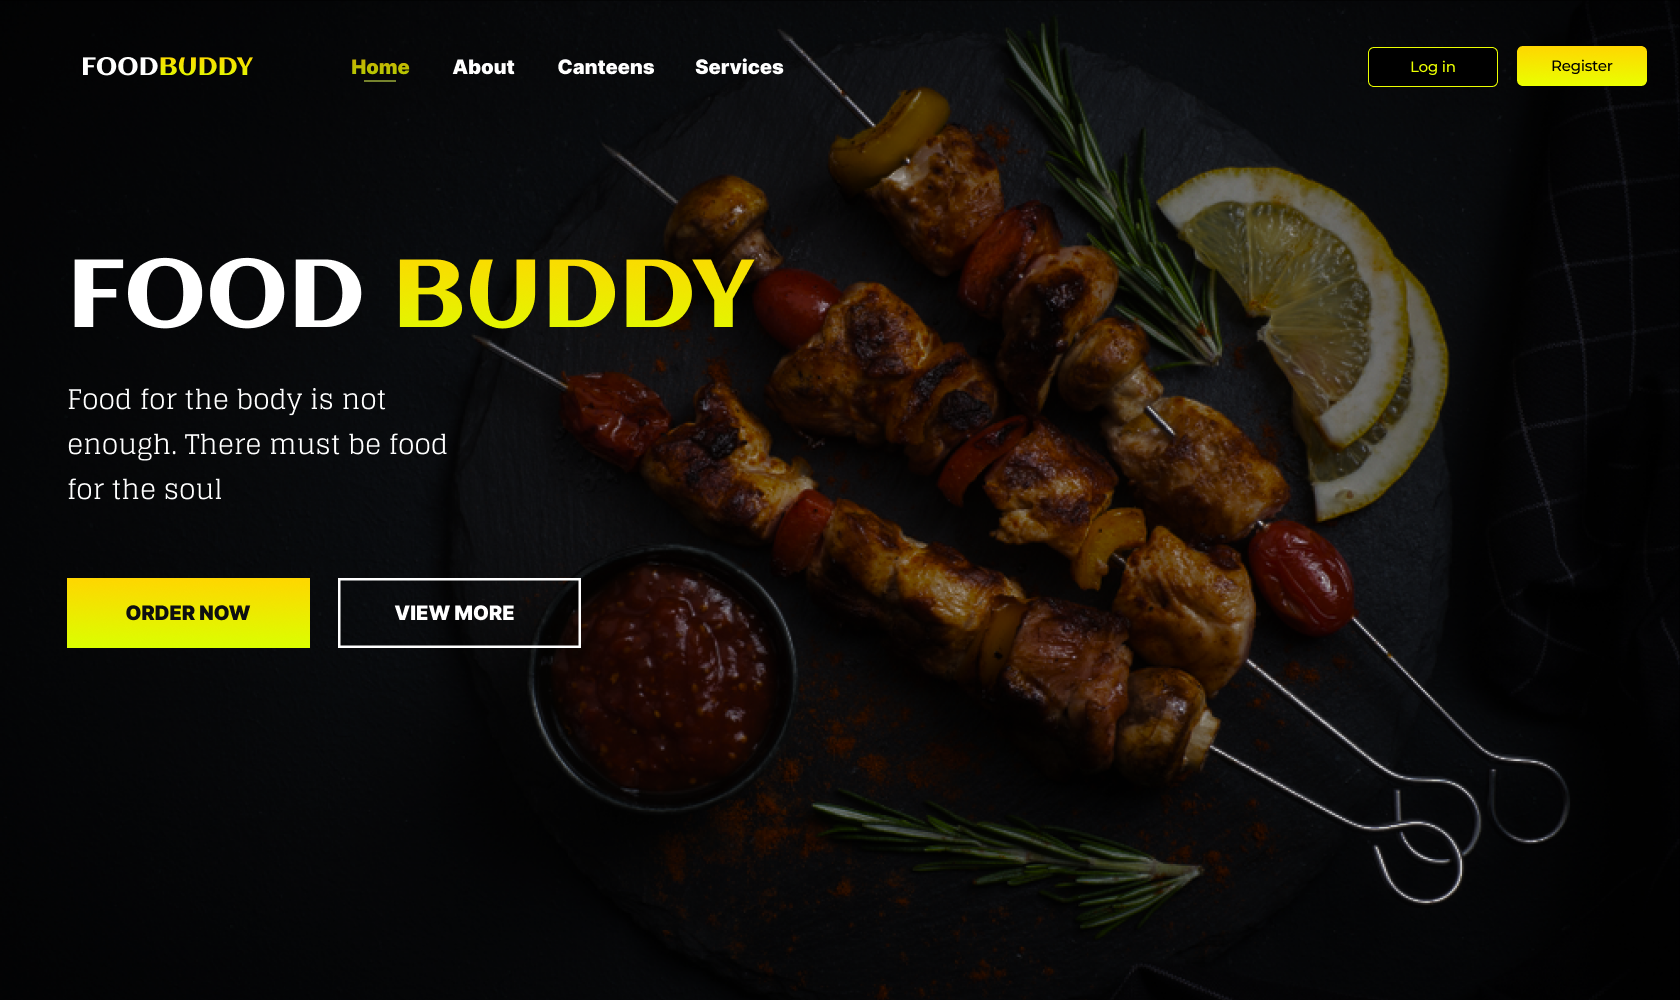 FOODBUDDY
Home About Canteens Services
Log in Register
FOOD BUDDY
Food for the body is not
enough. There must be food
for the soul
ORDER NOW VIEW MORE